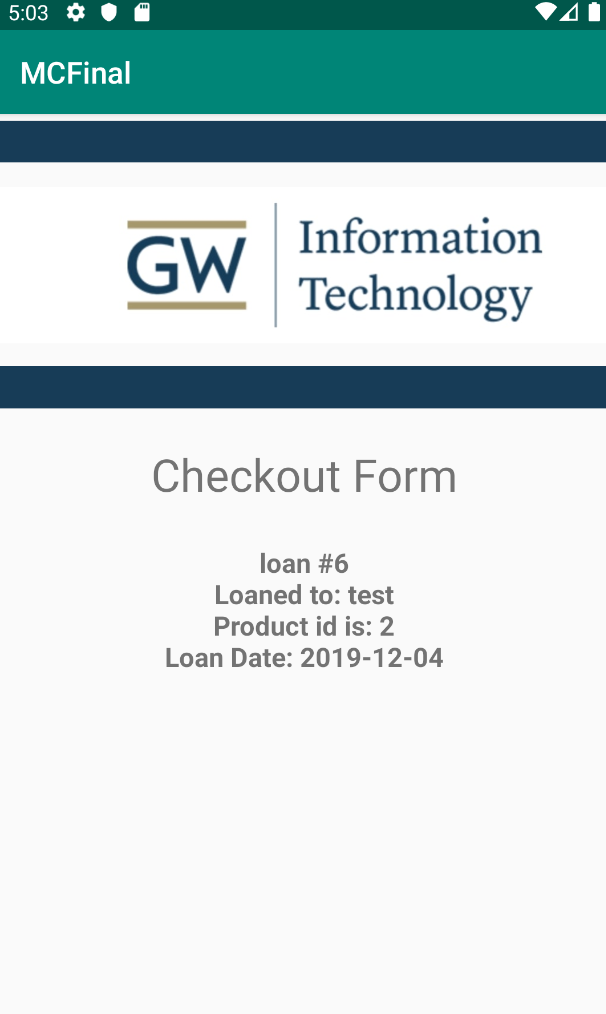 5:03
MCFinal
GW
Information
Technology
Checkout Form
loan #6
Loaned to: test
Product id is: 2
Loan Date: 2019-12-04